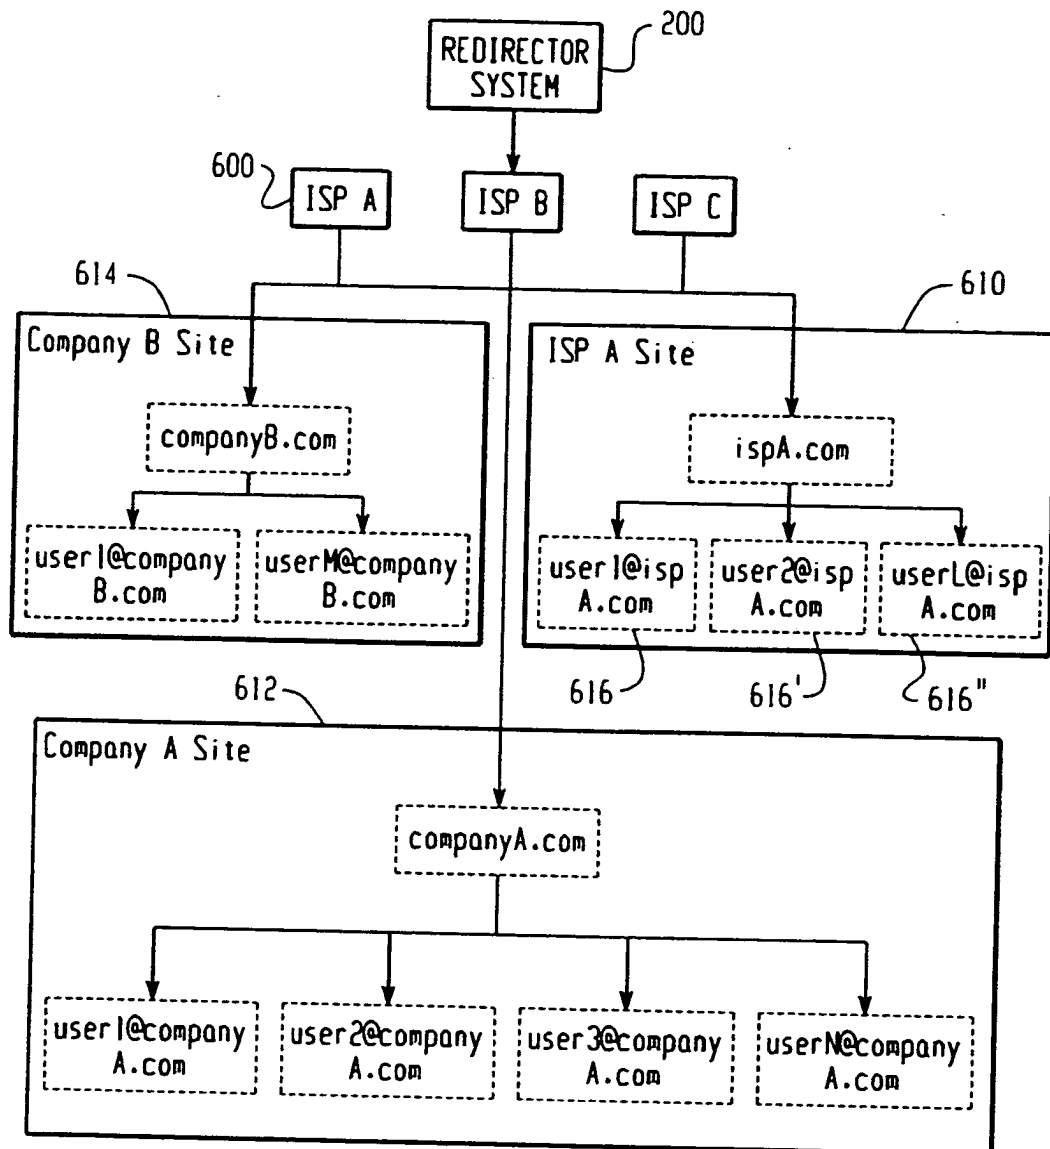 200
REDIRECTOR
SYSTEM
600
ISP A
ISP B
ISP C
614
610
Company B Site
ISP A Site
companyB.com
ispA.com
user1@company
B.com
userM@company
B.com
user1@isp
A.com
user2@isp
A.com
userL@isp
A.com
616
616'
616"
612
Company A Site
companyA.com
user1@company
A.com
user2@company
A.com
user3@company
A.com
userN@company
A.com